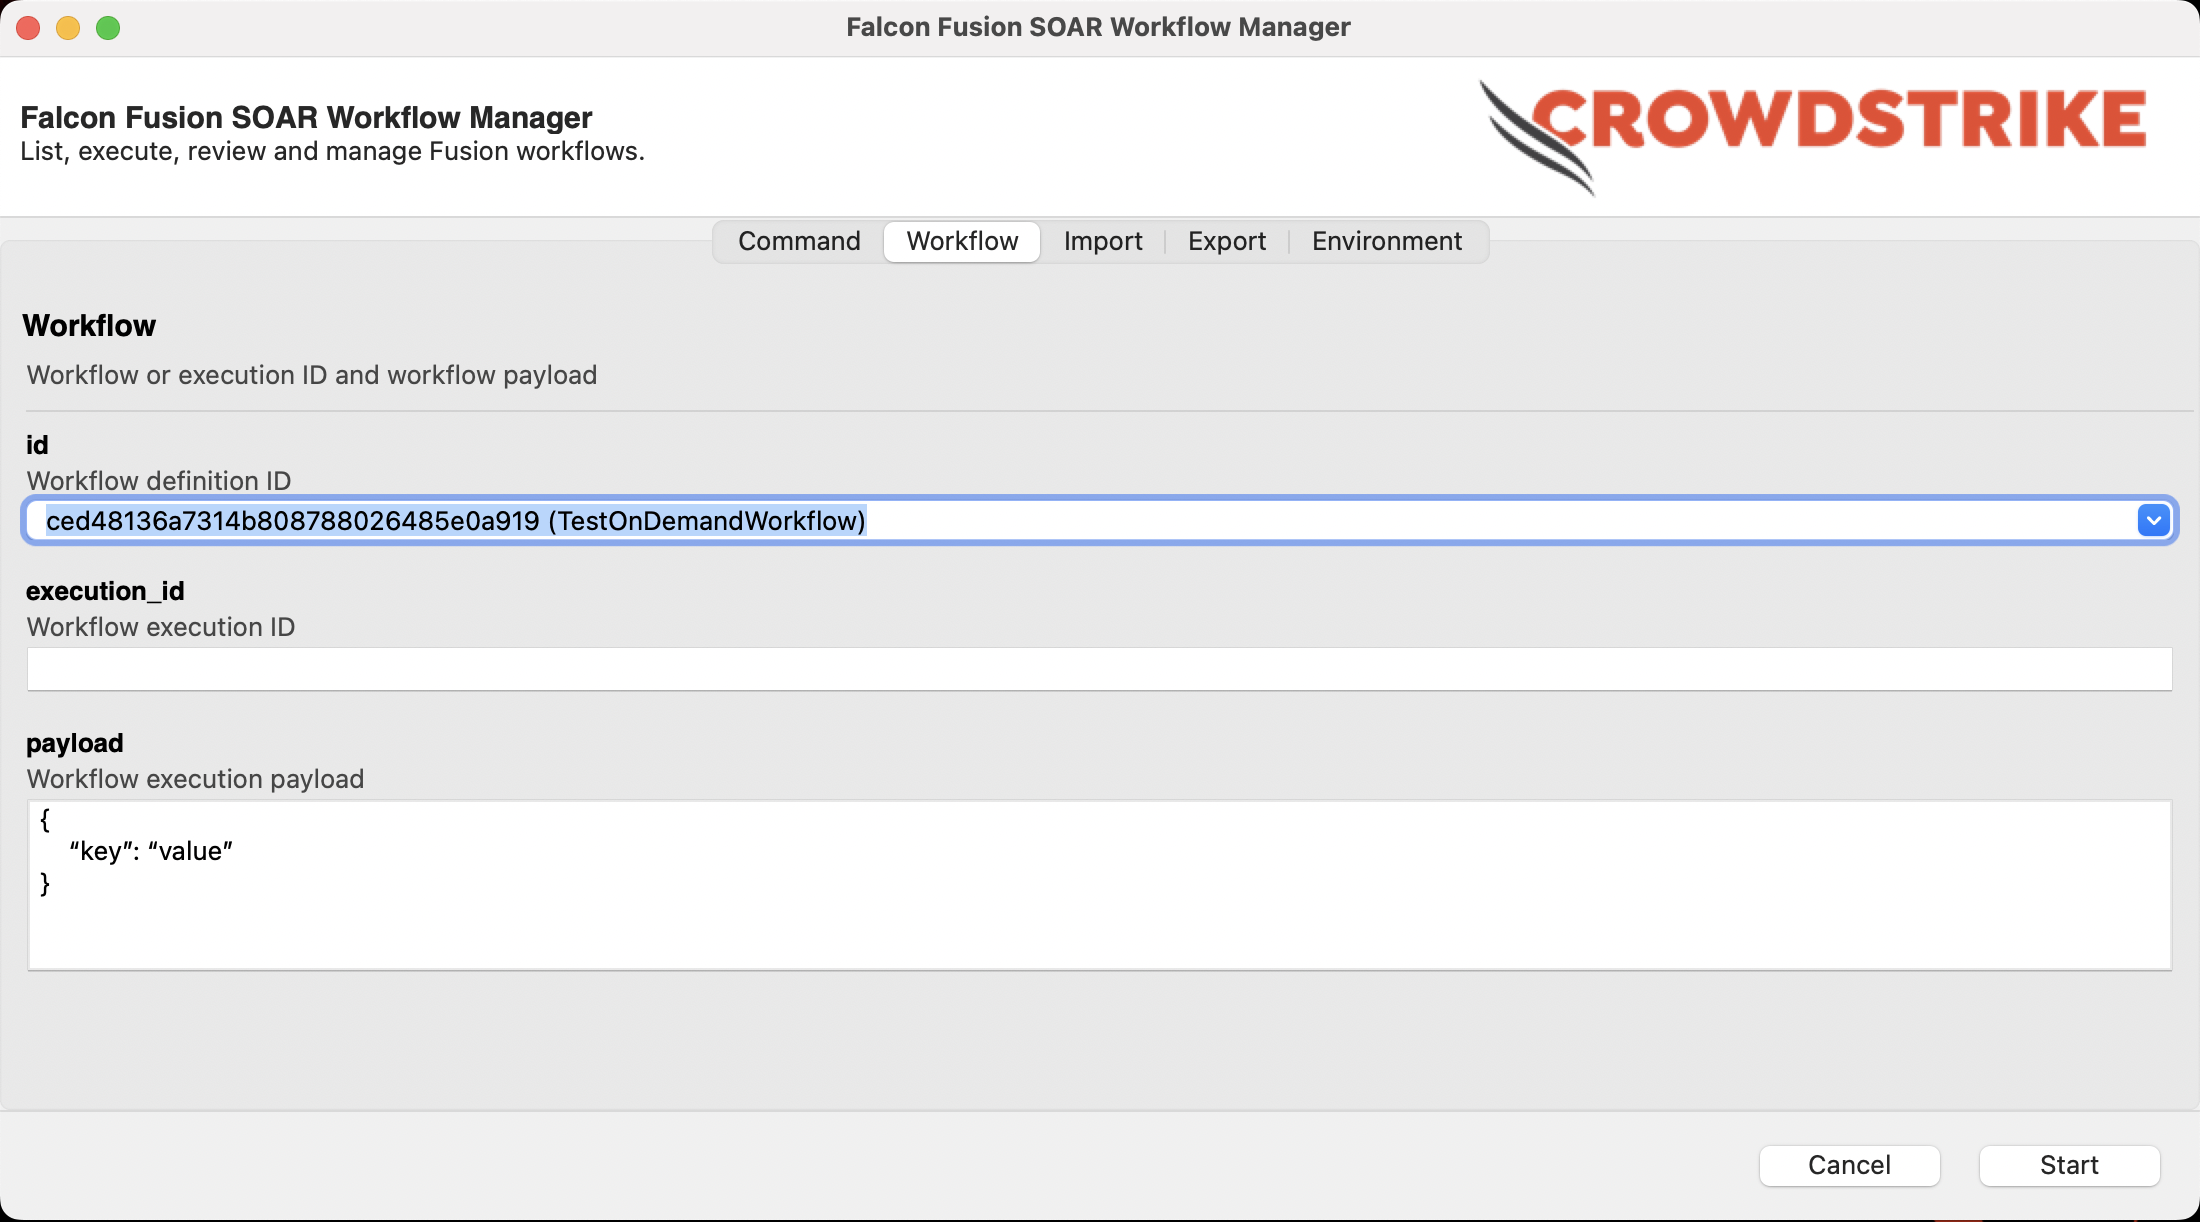 Falcon Fusion SOAR Workflow Manager
Falcon Fusion SOAR Workflow Manager
List, execute, review and manage Fusion workflows.
CROWDSTRIKE
Command Workflow Import Export Environment
Workflow
Workflow or execution ID and workflow payload
id
Workflow definition ID
ced48136a7314b808788026485e0a919 (TestOnDemandWorkflow)
execution_id
Workflow execution ID
payload
Workflow execution payload
{
“key”: “value”
}
Cancel Start